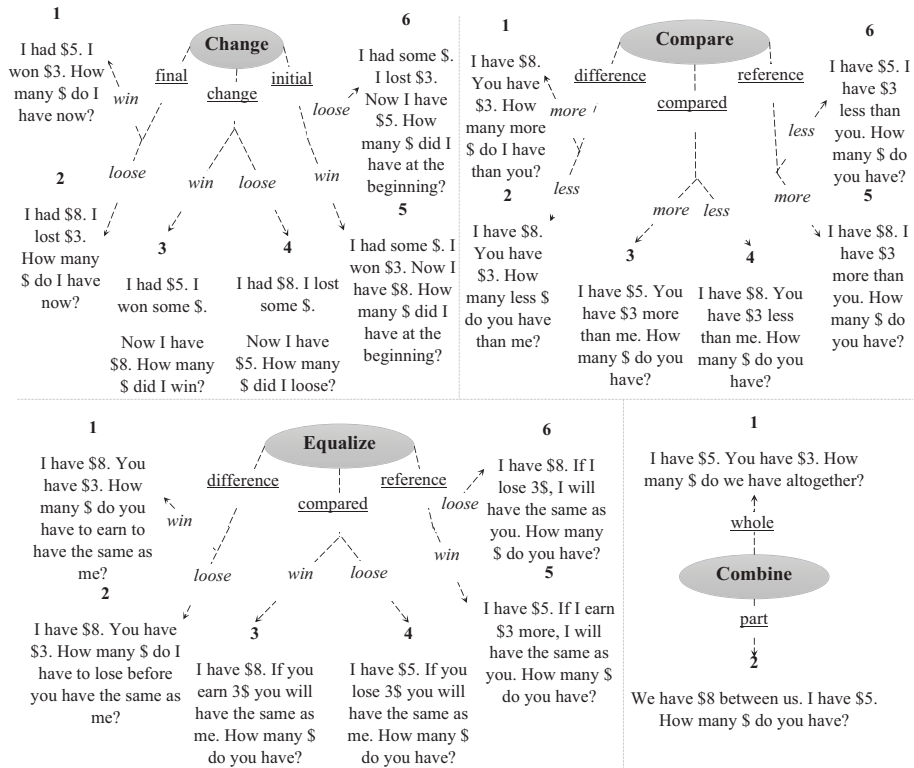 Change
final
change
initial
win
loose
win
loose
loose
win
1
I had $5. I
won $3. How
many $ do I
have now?
2
I had $8. I
lost $3.
How many
$ do I have
now?
3
I had $5. I
won some $.
Now I have
$8. How many
$ did I win?
4
I had $8. I lost
some $.
Now I have
$5. How many
$ did I loose?
6
I had some $.
I lost $3.
Now I have
$5. How many
$ did I
have at the
beginning?
5
I had some $. I
won $3. Now I
have $8. How
many $ did I
have at the
beginning?
Compare
difference
compared
reference
more
less
more
less
less
more
1
I have $8.
You have
$3. How
many more
$ do I have
than you?
2
I have $8.
You have
$3. How
many less $
do you have
than me?
3
I have $5. You
have $3 more
than me. How
many $ do you
have?
4
I have $8. You
have $3 less
than me. How
many $ do you
have?
6
I have $5. I
have $3
less than
you. How
many $ do
you have?
5
I have $8. I
have $3
more than
you. How
many $ do
you have?
Equalize
difference
compared
reference
win
loose
win
loose
loose
win
1
I have $8. You
have $3. How
many $ do you
have to earn to
have the same as
me?
2
I have $8. You have
$3. How many $ do I
have to lose before
you have the same as
me?
3
I have $8. If you
earn 3$ you will
have the same as
me. How many $
do you have?
4
I have $5. If you
lose 3$ you will
have the same as
me. How many $
do you have?
6
I have $8. If I
lose 3$, I will
have the same as
you. How many
$ do you have?
5
I have $5. If I earn
$3 more, I will
have the same as
you. How many $
do you have?
1
I have $5. You have $3. How
many $ do we have altogether?
whole
Combine
part
2
We have $8 between us. I have $5.
How many $ do you have?